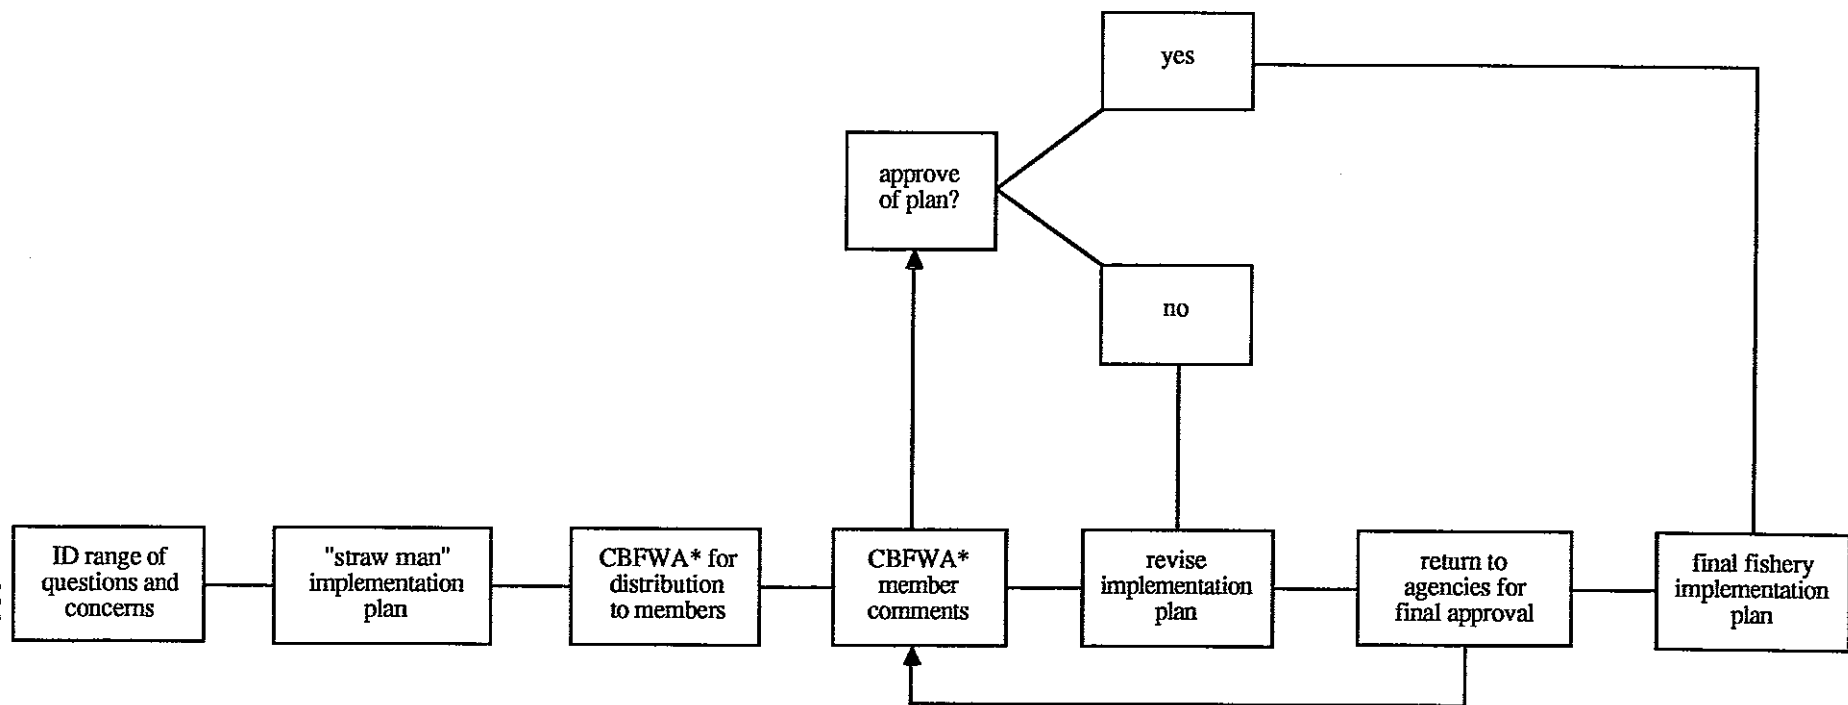 yes
approve
of plan?
no
ID range of
questions and
concerns
"straw man"
implementation
plan
CBFWA* for
distribution
to members
CBFWA*
member
comments
revise
implementation
plan
return to
agencies for
final approval
final fishery
implementation
plan